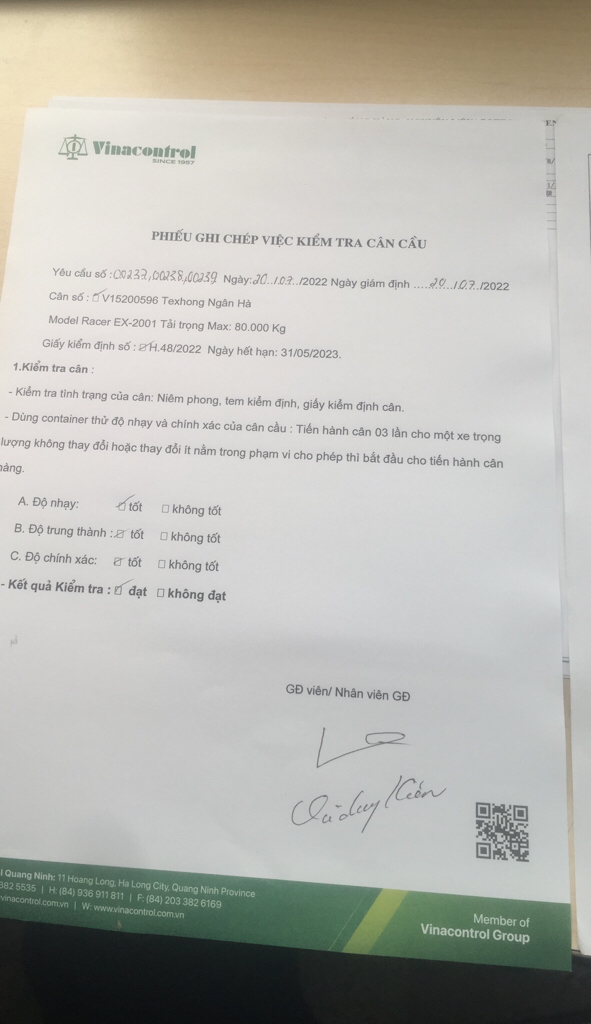 Vinacontrol
SINCE 1957
PHIẾU GHI CHÉP VIỆC KIỂM TRA CÂN CẦU
Yêu cầu số :00237,00238,00239 Ngày:20../.07../2022 Ngày giám định ....20../.0.7./2022
Cân số : ☑V15200596 Texhong Ngân Hà
Model Racer EX-2001 Tải trọng Max: 80.000 Kg
Giấy kiểm định số : ☑H.48/2022 Ngày hết hạn: 31/05/2023.
1.Kiểm tra cân :
- Kiểm tra tình trạng của cân: Niêm phong, tem kiểm định, giấy kiểm định cân.
- Dùng container thử độ nhạy và chính xác của cân cầu : Tiến hành cân 03 lần cho một xe trọng
lượng không thay đổi hoặc thay đổi ít nằm trong phạm vi cho phép thì bắt đầu cho tiến hành cân
hàng.
A. Độ nhạy: ☑ tốt ☐ không tốt
B. Độ trung thành : ☑ tốt ☐ không tốt
C. Độ chính xác: ☑ tốt ☐ không tốt
- Kết quả Kiểm tra : ☑ đạt ☐ không đạt
GĐ viên/ Nhân viên GĐ
l Quang Ninh: 11 Hoang Long, Ha Long City, Quang Ninh Province
382 5535 | H: (84) 936 911 811 | F: (84) 203 382 6169
vinacontrol.com.vn | W: www.vinacontrol.com.vn
Member of
Vinacontrol Group